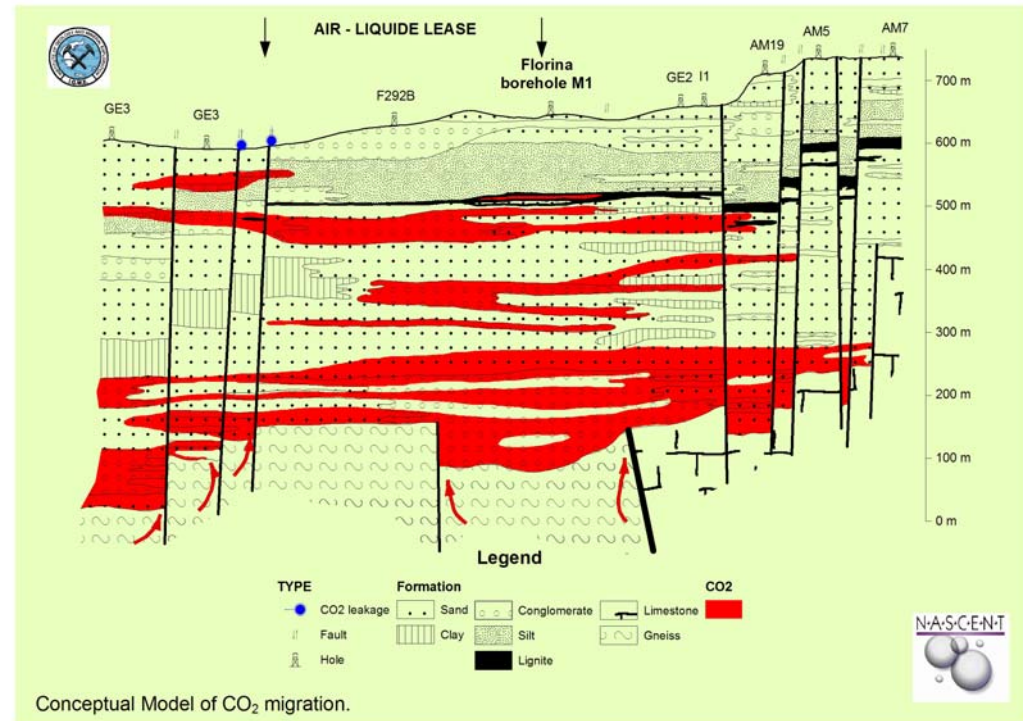 AIR - LIQUIDE LEASE
Florina
borehole M1
GE3
GE3
F292B
GE2
I1
AM19
AM5
AM7
700 m
600 m
500 m
400 m
300 m
200 m
100 m
0 m
Legend
TYPE
CO2 leakage
Fault
Hole
Formation
Sand
Conglomerate
Limestone
Clay
Silt
Gneiss
Lignite
CO2
N·A·S·C·E·N·T
Conceptual Model of CO₂ migration.